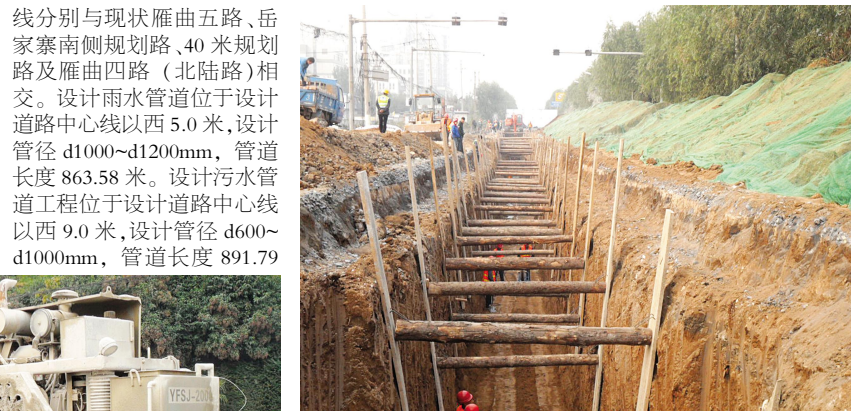 线分别与现状雁曲五路、岳
家寨南侧规划路、40 米规划
路及雁曲四路（北陆路)相
交。设计雨水管道位于设计
道路中心线以西 5.0 米,设计
管径 d1000~d1200mm，管道
长度 863.58 米。设计污水管
道工程位于设计道路中心线
以西 9.0 米,设计管径 d600~
d1000mm，管道长度 891.79
YFSJ-200